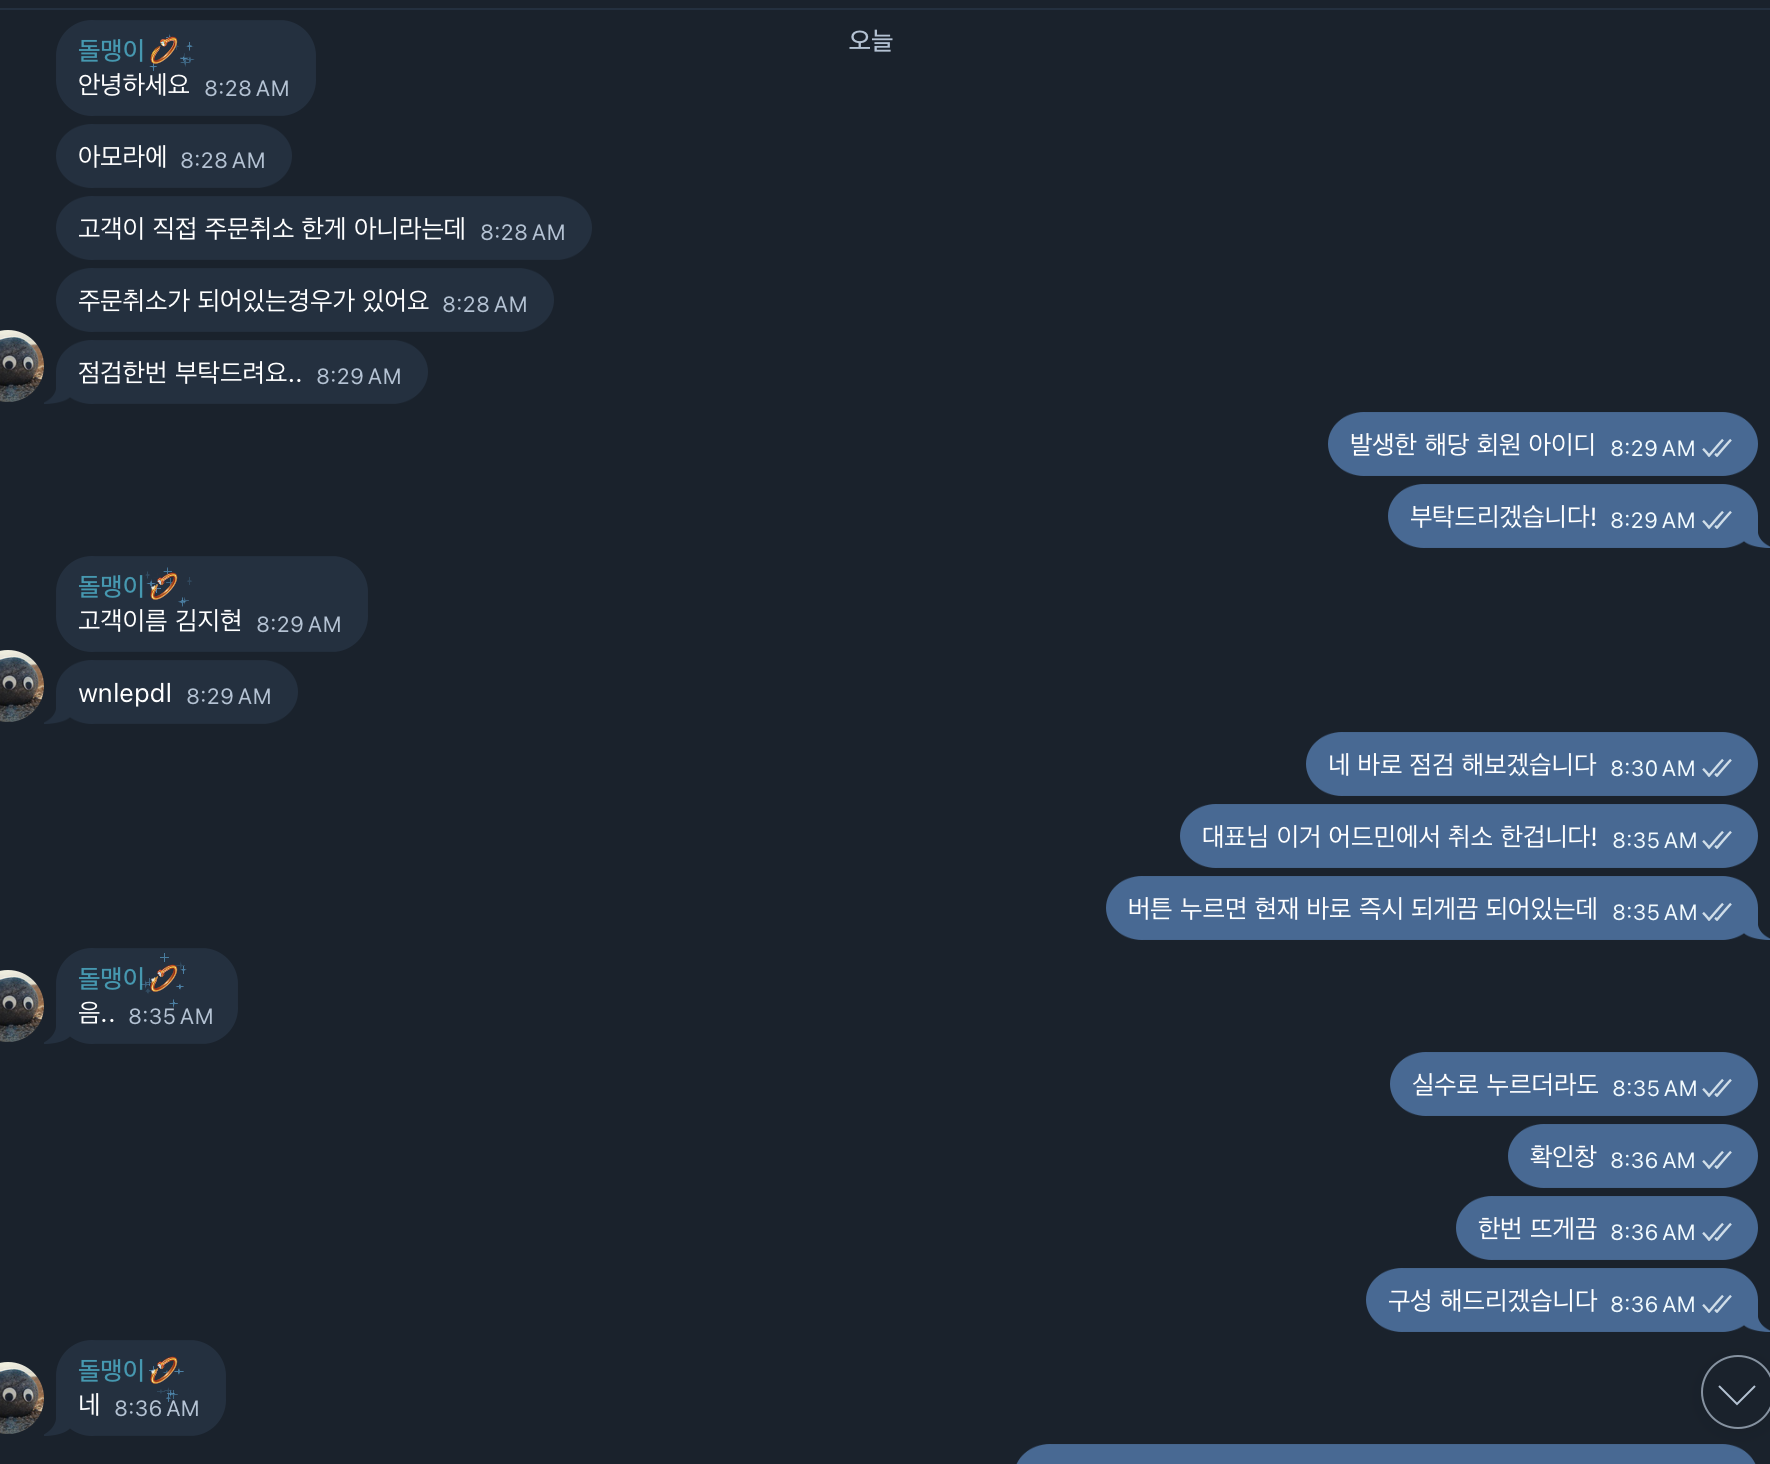 오늘
돌맹이
안녕하세요 8:28 AM
아모라에 8:28 AM
고객이 직접 주문취소 한게 아니라는데 8:28 AM
주문취소가 되어있는경우가 있어요 8:28 AM
점검한번 부탁드려요.. 8:29 AM
발생한 해당 회원 아이디 8:29 AM
부탁드리겠습니다! 8:29 AM
돌맹이
고객이름 김지현 8:29 AM
wnlepdl 8:29 AM
네 바로 점검 해보겠습니다 8:30 AM
대표님 이거 어드민에서 취소 한겁니다! 8:35 AM
버튼 누르면 현재 바로 즉시 되게끔 되어있는데 8:35 AM
돌맹이
음.. 8:35 AM
실수로 누르더라도 8:35 AM
확인창 8:36 AM
한번 뜨게끔 8:36 AM
구성 해드리겠습니다 8:36 AM
돌맹이
네 8:36 AM